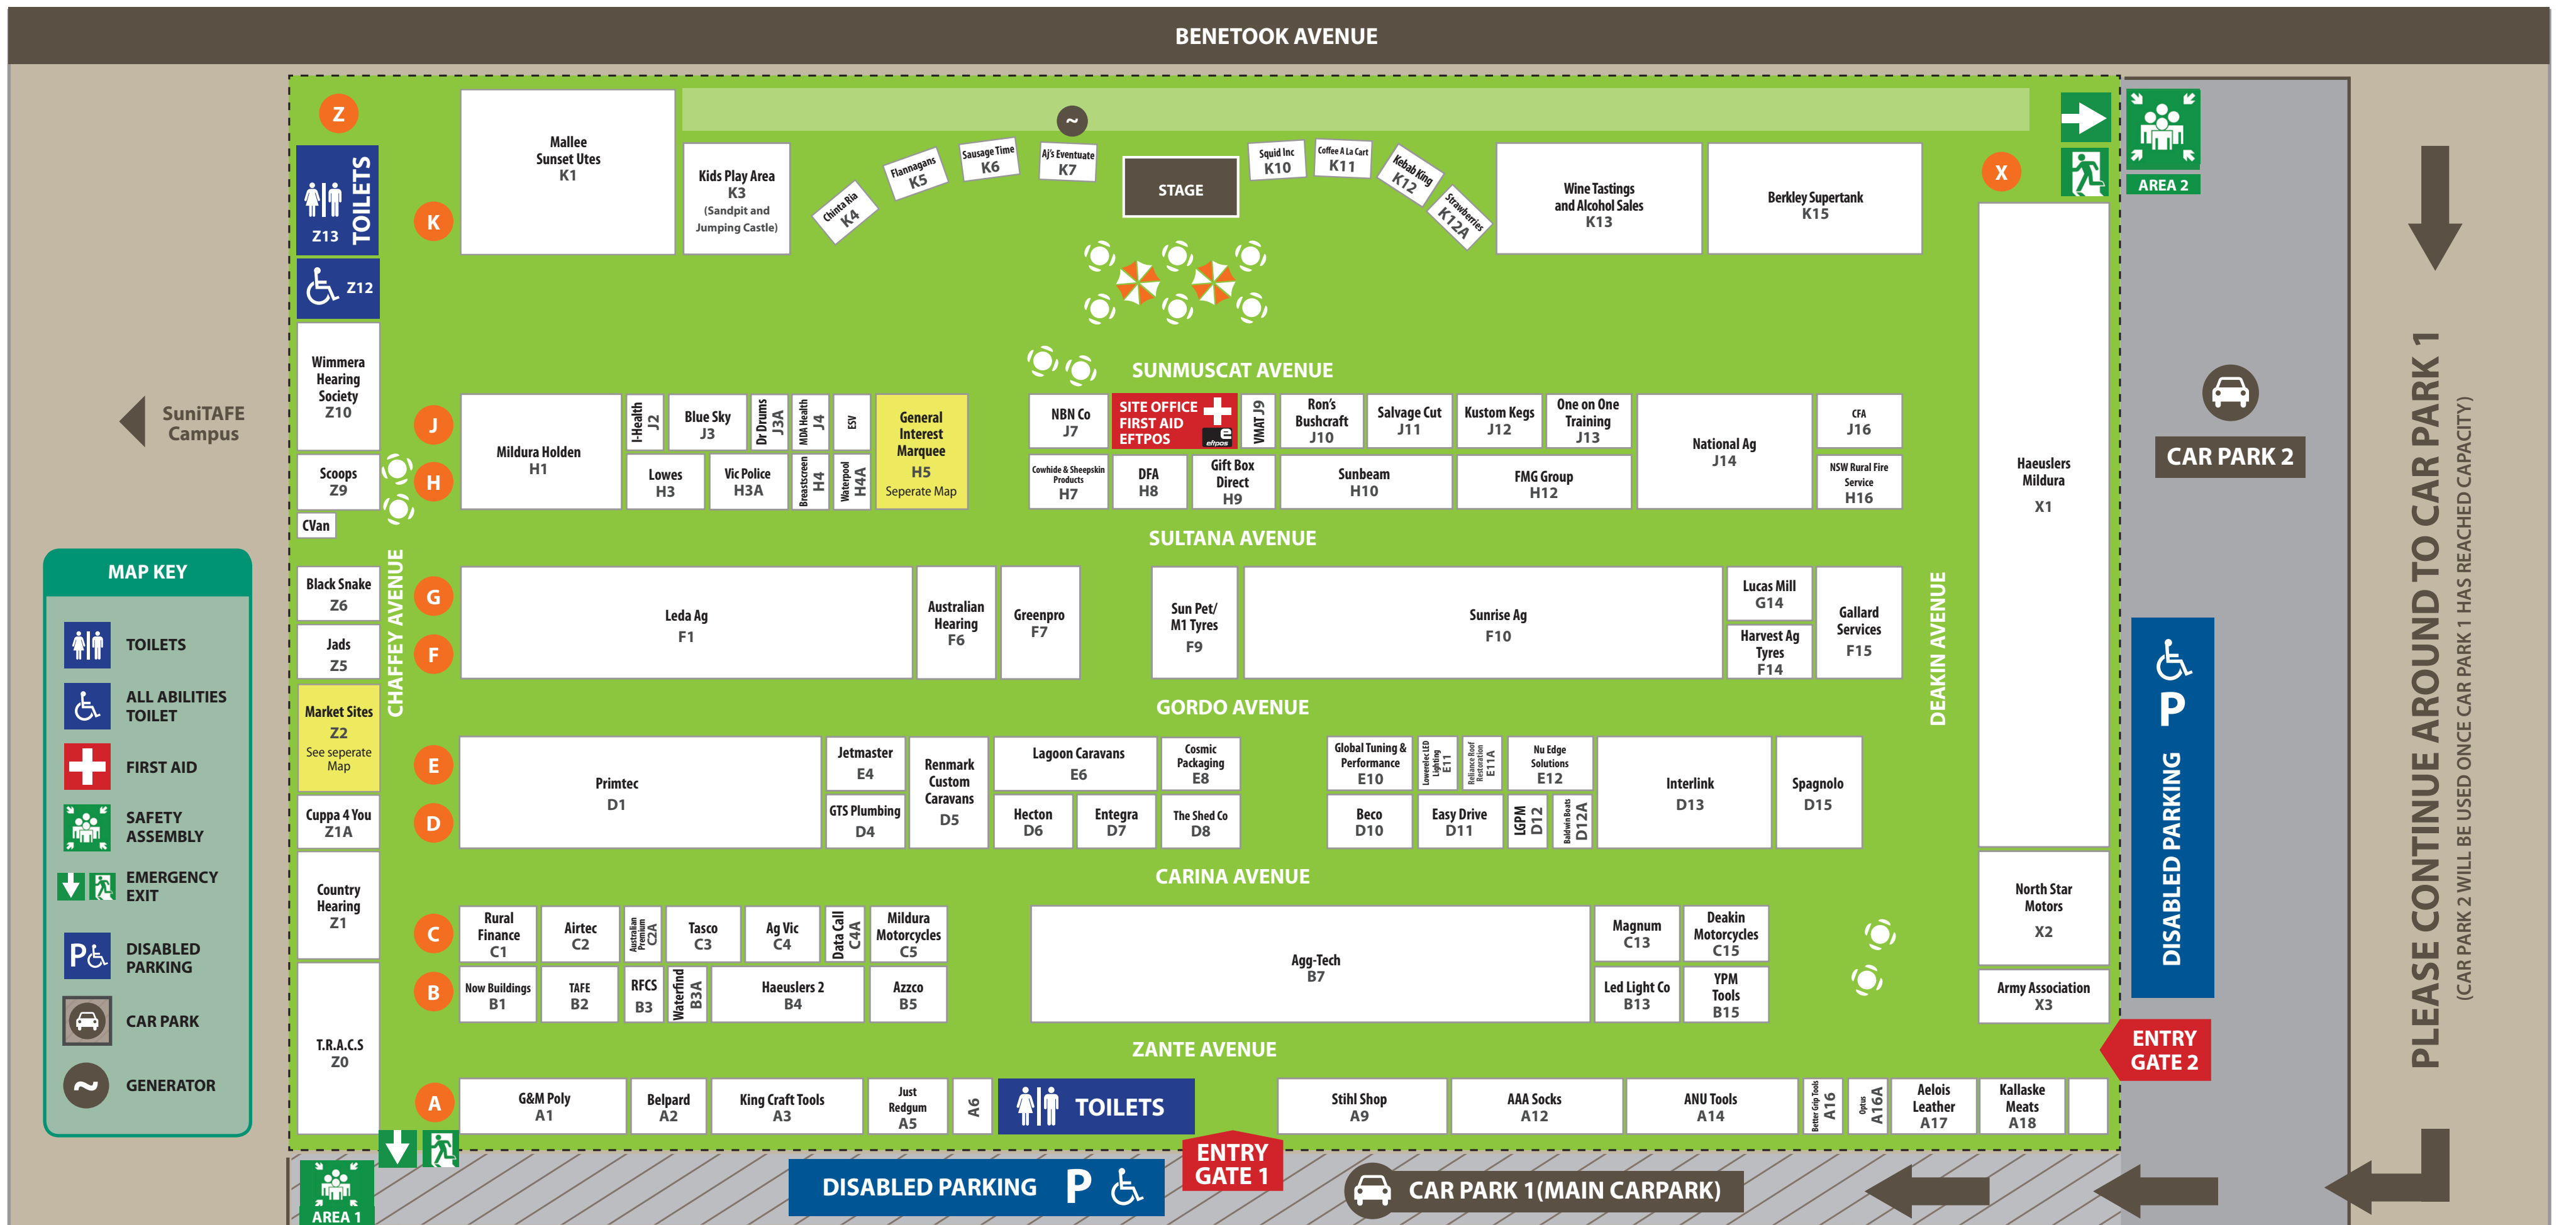 BENETOOK AVENUE
Z
TOILETS
Z13
Z12
K
Mallee
Sunset Utes
K1
Kids Play Area
K3
(Sandpit and
Jumping Castle)
Chinta Ria
K4
Flannagans
K5
Sausage Time
K6
~
Aj's Eventuate
K7
STAGE
Squid Inc
K10
Coffee A La Cart
K11
Kebab King
K12
Strawberries
K12A
Wine Tastings
and Alcohol Sales
K13
Berkley Supertank
K15
X
AREA 2
Wimmera
Hearing
Society
Z10
Scoops
Z9
CVan
Black Snake
Z6
Jads
Z5
Market Sites
Z2
See seperate
Map
Cuppa 4 You
Z1A
Country
Hearing
Z1
T.R.A.C.S
Z0
SuniTAFE
Campus
CHAFFEY AVENUE
SUNMUSCAT AVENUE
J
H
Mildura Holden
H1
I-Health
J2
Blue Sky
J3
Dr Drums
J3A
MDA Health
J4
ESV
General
Interest
Marquee
H5
Seperate Map
Lowes
H3
Vic Police
H3A
Breastscreen
H4
Waterpool
H4A
NBN Co
J7
SITE OFFICE
FIRST AID
EFTPOS
e
eftpos
VMAT J9
Ron's
Bushcraft
J10
Salvage Cut
J11
Kustom Kegs
J12
One on One
Training
J13
National Ag
J14
CFA
J16
Cowhide & Sheepskin
Products
H7
DFA
H8
Gift Box
Direct
H9
Sunbeam
H10
FMG Group
H12
NSW Rural Fire
Service
H16
SULTANA AVENUE
G
F
Leda Ag
F1
Australian
Hearing
F6
Greenpro
F7
Sun Pet/
M1 Tyres
F9
Sunrise Ag
F10
Lucas Mill
G14
Harvest Ag
Tyres
F14
Gallard
Services
F15
DEAKIN AVENUE
GORDO AVENUE
E
D
Primtec
D1
Jetmaster
E4
GTS Plumbing
D4
Renmark
Custom
Caravans
D5
Lagoon Caravans
E6
Cosmic
Packaging
E8
Hecton
D6
Entegra
D7
The Shed Co
D8
Global Tuning &
Performance
E10
Lowerelec LED
Lighting
E11
Reliance Roof
Restoration
E11A
Nu Edge
Solutions
E12
Beco
D10
Easy Drive
D11
LGPM
D12
Baldwin Boats
D12A
Interlink
D13
Spagnolo
D15
CARINA AVENUE
C
B
Rural
Finance
C1
Airtec
C2
Australian
Premium
C2A
Tasco
C3
Ag Vic
C4
Data Call
C4A
Mildura
Motorcycles
C5
Now Buildings
B1
TAFE
B2
RFCS
B3
Waterfind
B3A
Haeuslers 2
B4
Azzco
B5
Agg-Tech
B7
Magnum
C13
Deakin
Motorcycles
C15
Led Light Co
B13
YPM
Tools
B15
ZANTE AVENUE
A
G&M Poly
A1
Belpard
A2
King Craft Tools
A3
Just
Redgum
A5
A6
TOILETS
Stihl Shop
A9
AAA Socks
A12
ANU Tools
A14
Better Grip Tools
A16
Optus
A16A
Aelois
Leather
A17
Kallaske
Meats
A18
Haeuslers
Mildura
X1
North Star
Motors
X2
Army Association
X3
CAR PARK 2
P
DISABLED PARKING
ENTRY
GATE 2
PLEASE CONTINUE AROUND TO CAR PARK 1
(CAR PARK 2 WILL BE USED ONCE CAR PARK 1 HAS REACHED CAPACITY)
MAP KEY
TOILETS
ALL ABILITIES
TOILET
FIRST AID
SAFETY
ASSEMBLY
EMERGENCY
EXIT
P
DISABLED
PARKING
CAR PARK
~
GENERATOR
AREA 1
DISABLED PARKING P
ENTRY
GATE 1
CAR PARK 1(MAIN CARPARK)